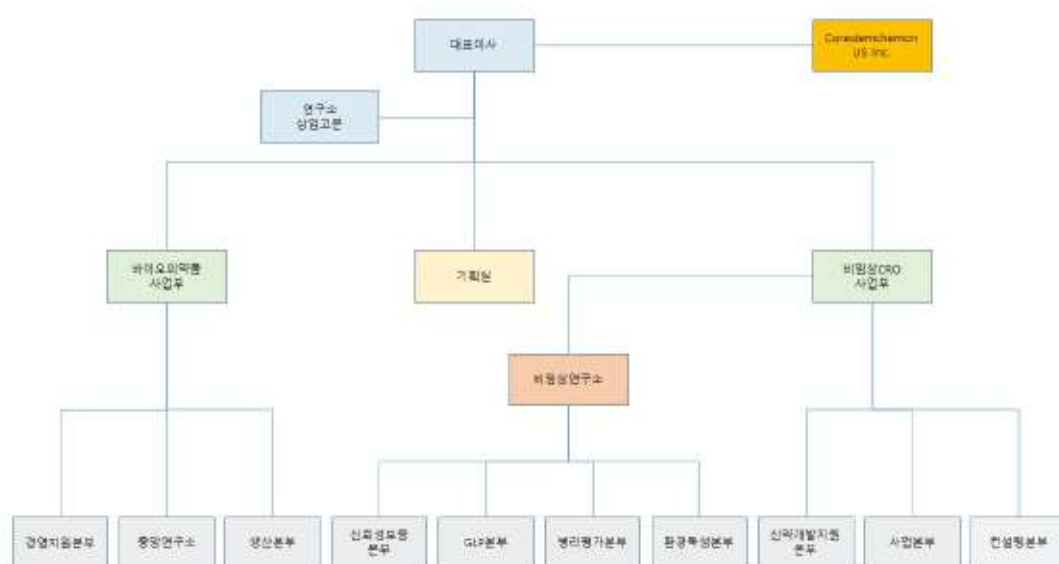 대표이사
Corestemchemon
US Inc.
연구소
상임고문
바이오의약품
사업부
기획실
비임상CRO
사업부
비임상연구소
경영지원본부
중앙연구소
생산본부
신뢰성보증
본부
GLP본부
병리평가본부
환경독성본부
신약개발지원
본부
사업본부
컨설팅본부